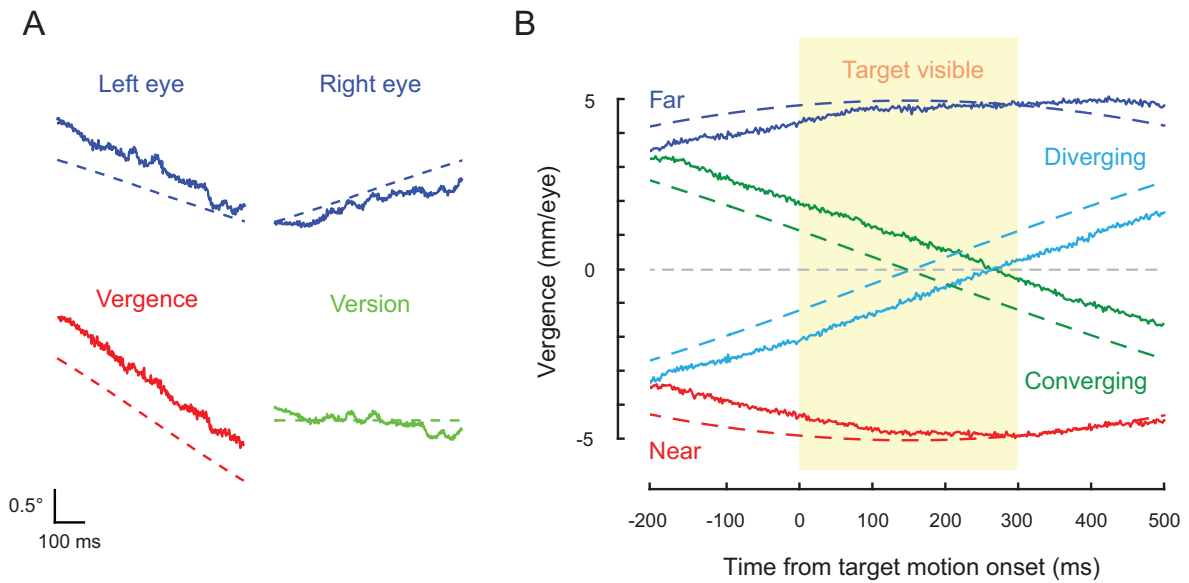 A
Left eye
Right eye
Vergence
Version
0.5°
100 ms
B
Target visible
Far
Diverging
Converging
Near
Vergence (mm/eye)
5
0
-5
-200 -100 0 100 200 300 400 500
Time from target motion onset (ms)